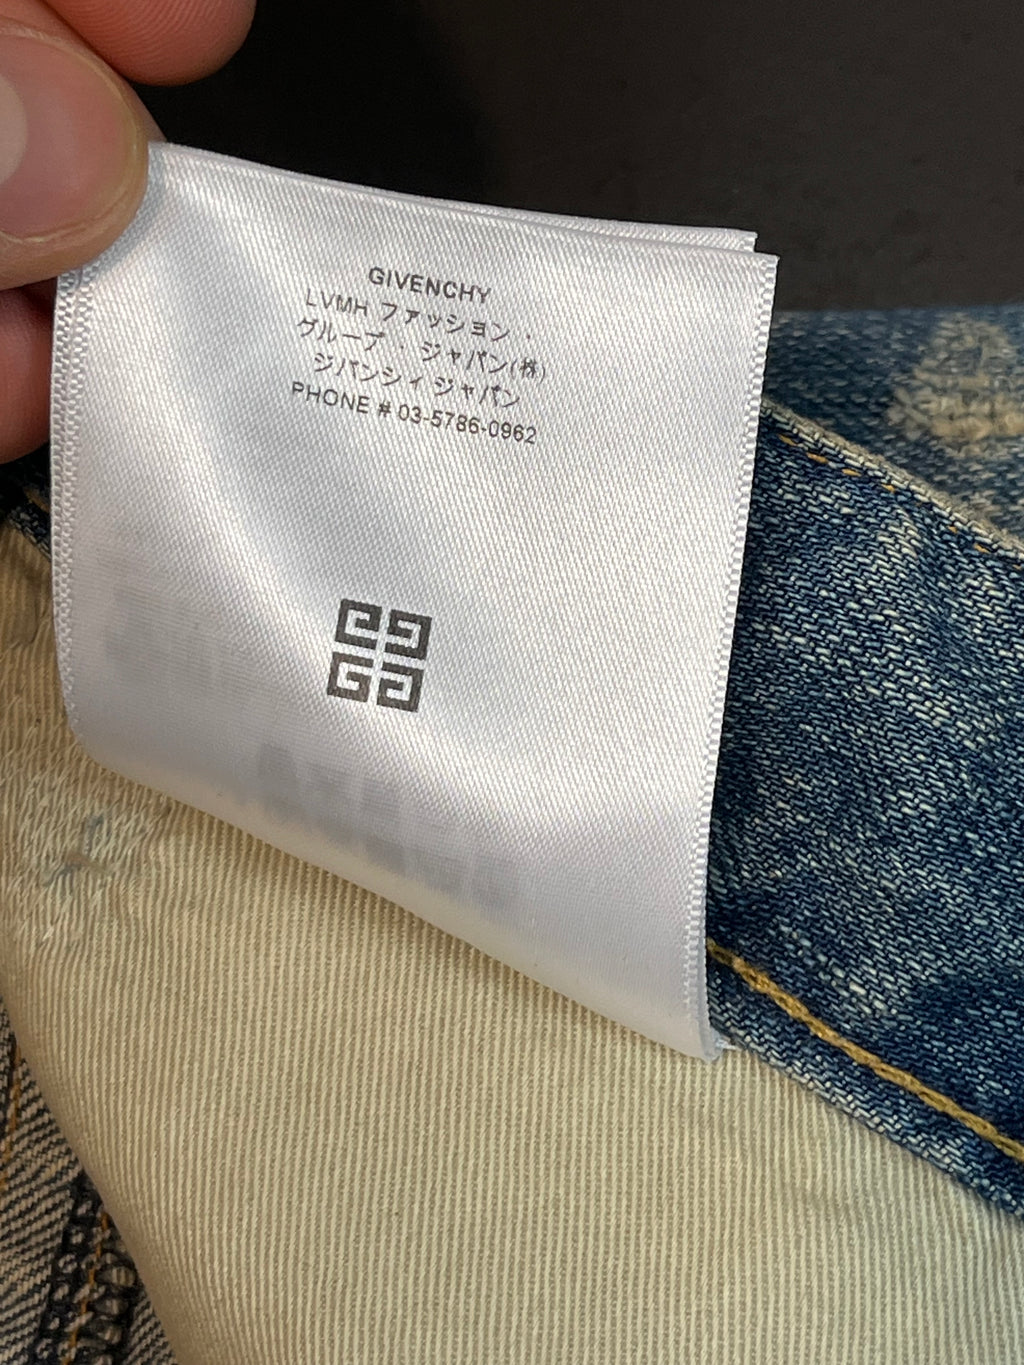 GIVENCHY
LVMH ファッション ・
グループ ・ ジャパン(株)
ジバンシィ ジャパン
PHONE # 03-5786-0962